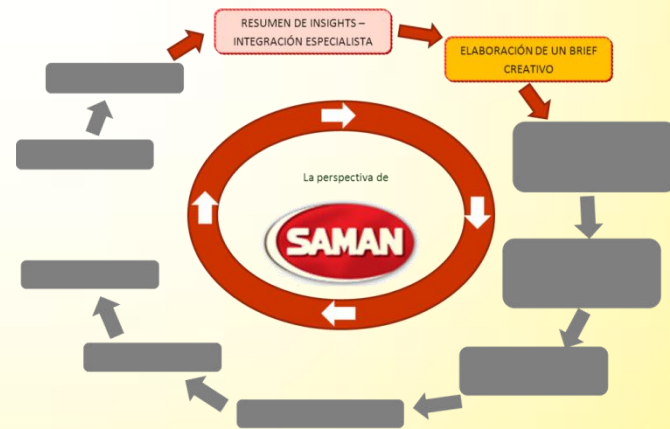 RESUMEN DE INSIGHTS –
INTEGRACIÓN ESPECIALISTA
ELABORACIÓN DE UN BRIEF
CREATIVO
La perspectiva de
SAMAN